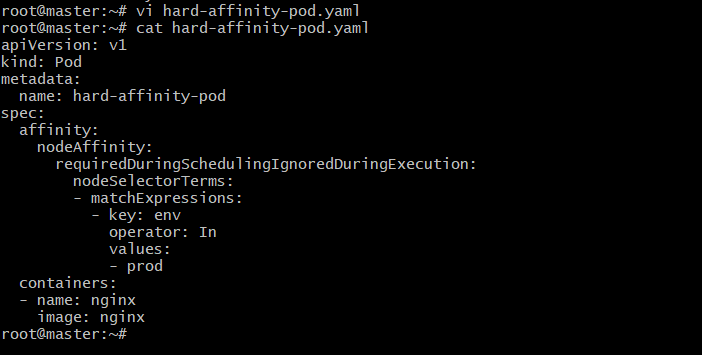 root@master:~# vi hard-affinity-pod.yaml
root@master:~# cat hard-affinity-pod.yaml
apiVersion: v1
kind: Pod
metadata:
  name: hard-affinity-pod
spec:
  affinity:
    nodeAffinity:
      requiredDuringSchedulingIgnoredDuringExecution:
        nodeSelectorTerms:
        - matchExpressions:
          - key: env
            operator: In
            values:
            - prod
  containers:
  - name: nginx
    image: nginx
root@master:~#